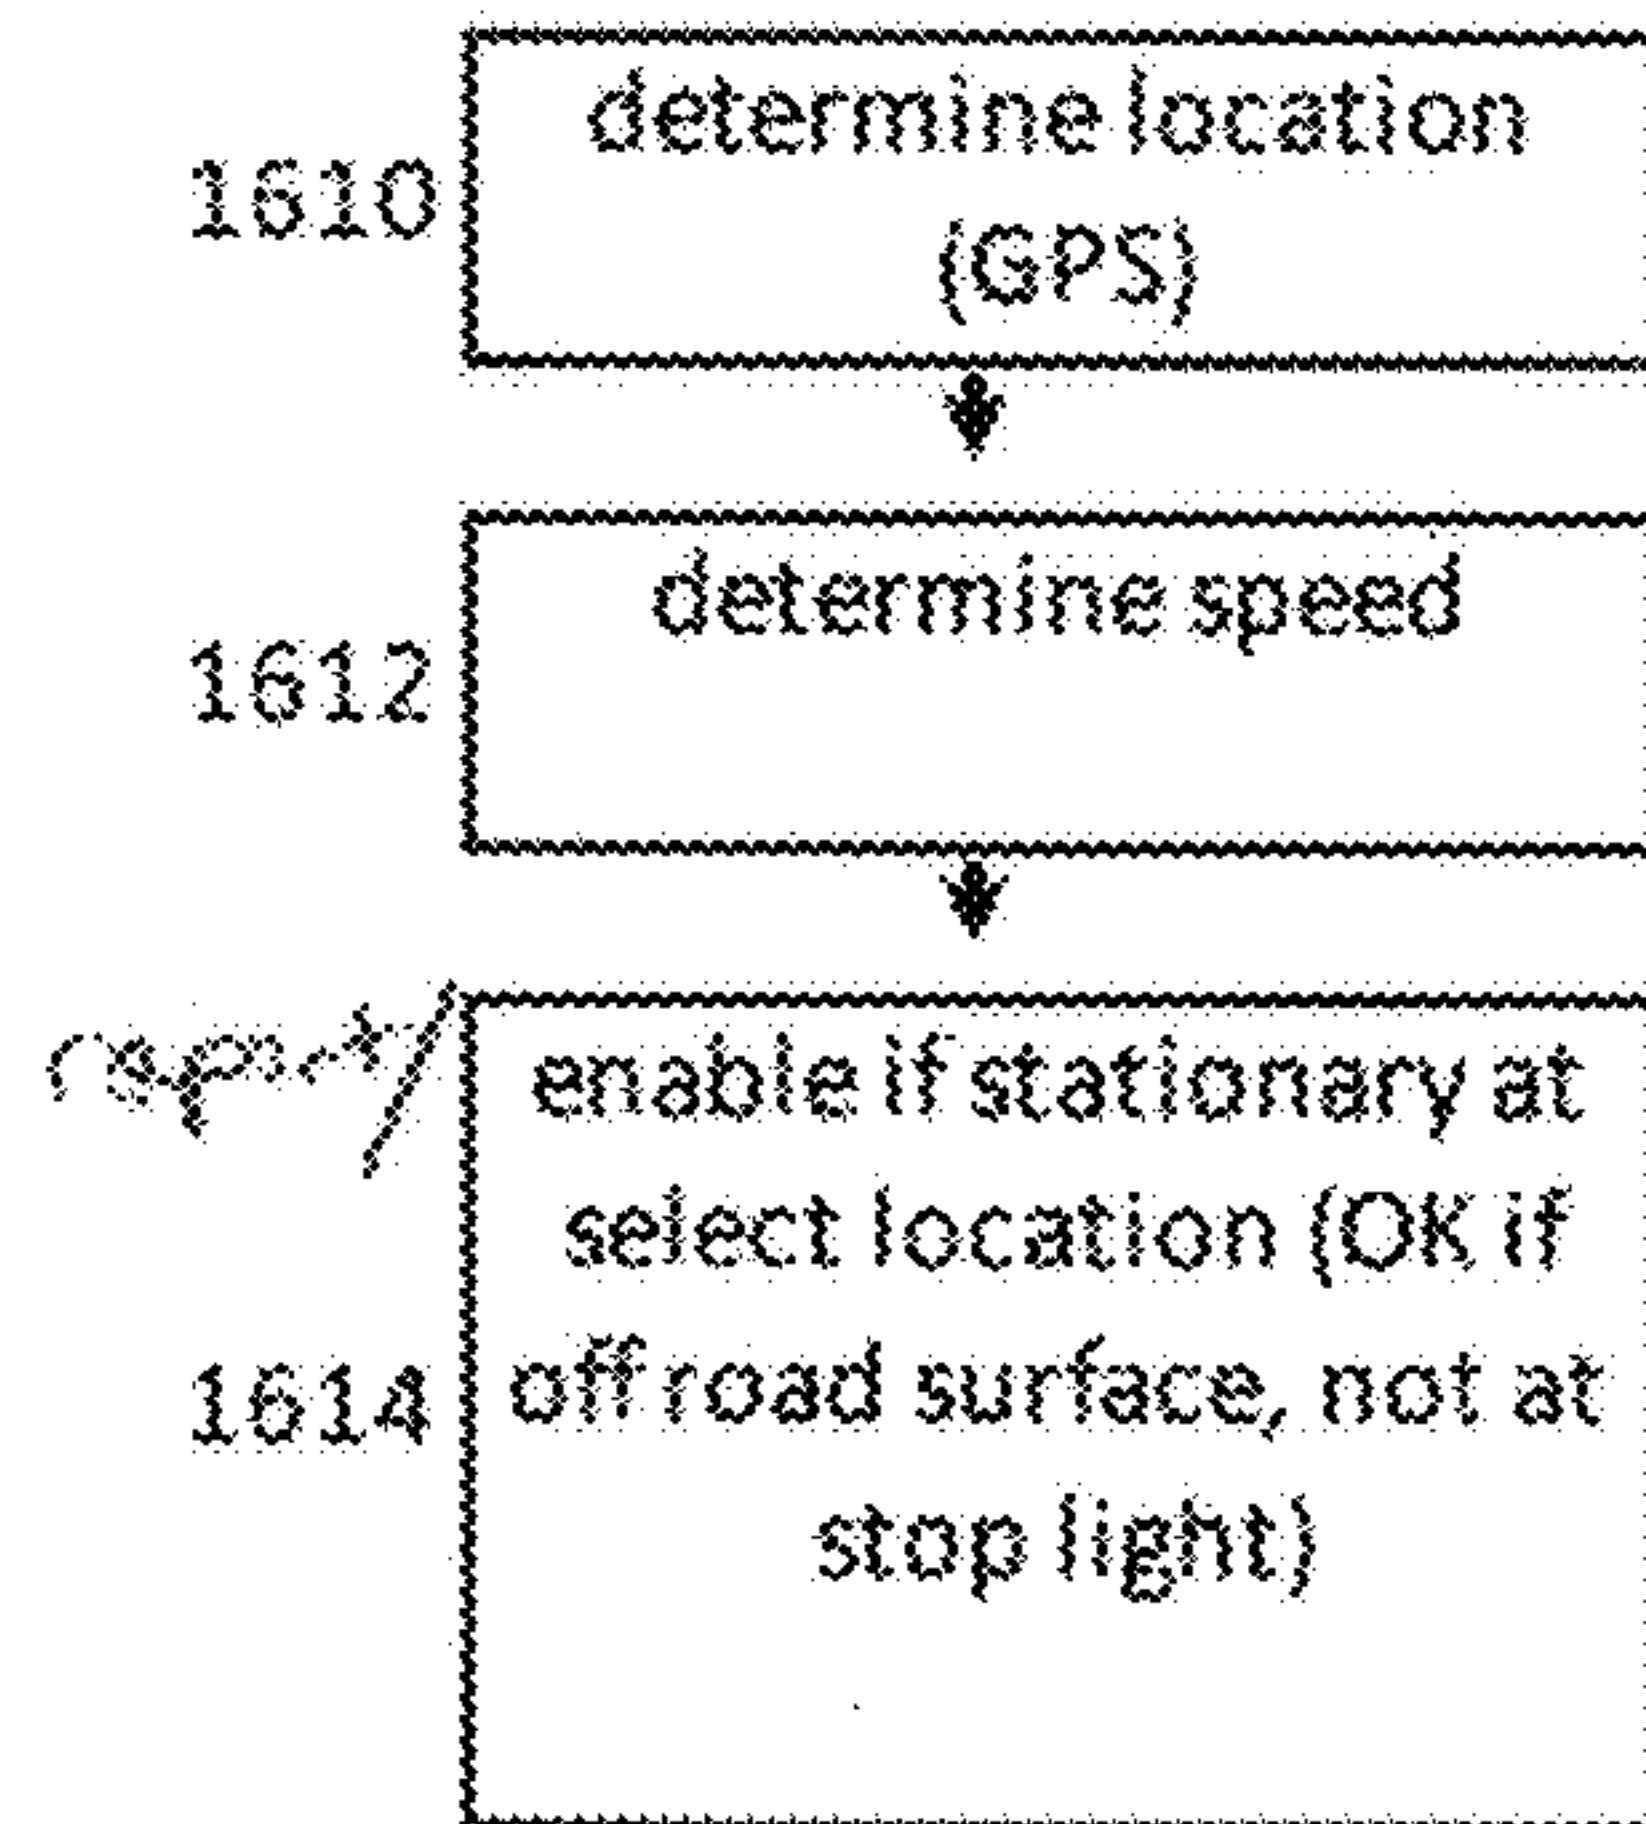 determine location
1610
(GPS)
determine speed
1612
report/
enable if stationary at
select location (OK if
1614
off road surface, not at
stop light)